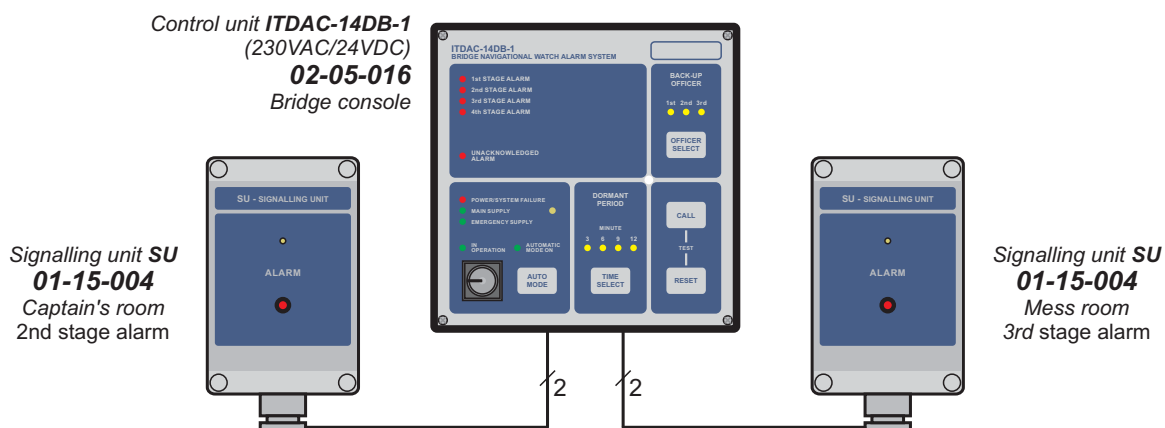 Control unit ITDAC-14DB-1
(230VAC/24VDC)
02-05-016
Bridge console
ITDAC-14DB-1
BRIDGE NAVIGATIONAL WATCH ALARM SYSTEM
1st STAGE ALARM
2nd STAGE ALARM
3rd STAGE ALARM
4th STAGE ALARM
UNACKNOWLEDGED
ALARM
BACK-UP
OFFICER
1st 2nd 3rd
OFFICER
SELECT
POWER/SYSTEM FAILURE
MAIN SUPPLY
EMERGENCY SUPPLY
IN
OPERATION
AUTOMATIC
MODE ON
AUTO
MODE
DORMANT
PERIOD
MINUTE
3 6 9 12
TIME
SELECT
CALL
TEST
RESET
SU - SIGNALLING UNIT
ALARM
Signalling unit SU
01-15-004
Captain's room
2nd stage alarm
SU - SIGNALLING UNIT
ALARM
Signalling unit SU
01-15-004
Mess room
3rd stage alarm
2
2